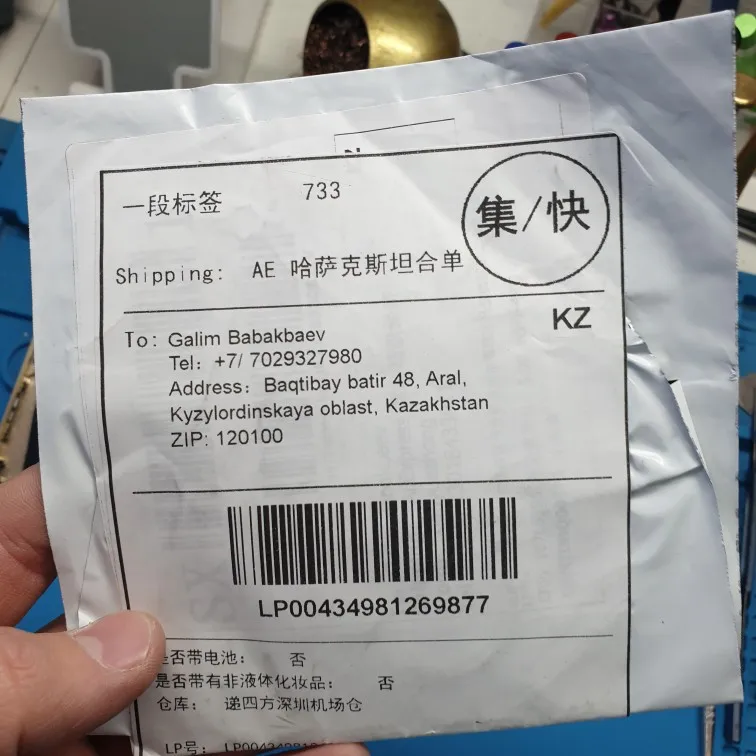 一段标签 733
集/快
Shipping: AE 哈萨克斯坦合单
KZ
To: Galim Babakbaev
Tel: +7/ 7029327980
Address: Baqtibay batir 48, Aral,
Kyzylordinskaya oblast, Kazakhstan
ZIP: 120100
LP00434981269877
否带电池: 否
是否带有非液体化妆品: 否
仓库: 递四方深圳机场仓
LP号: LP004349812